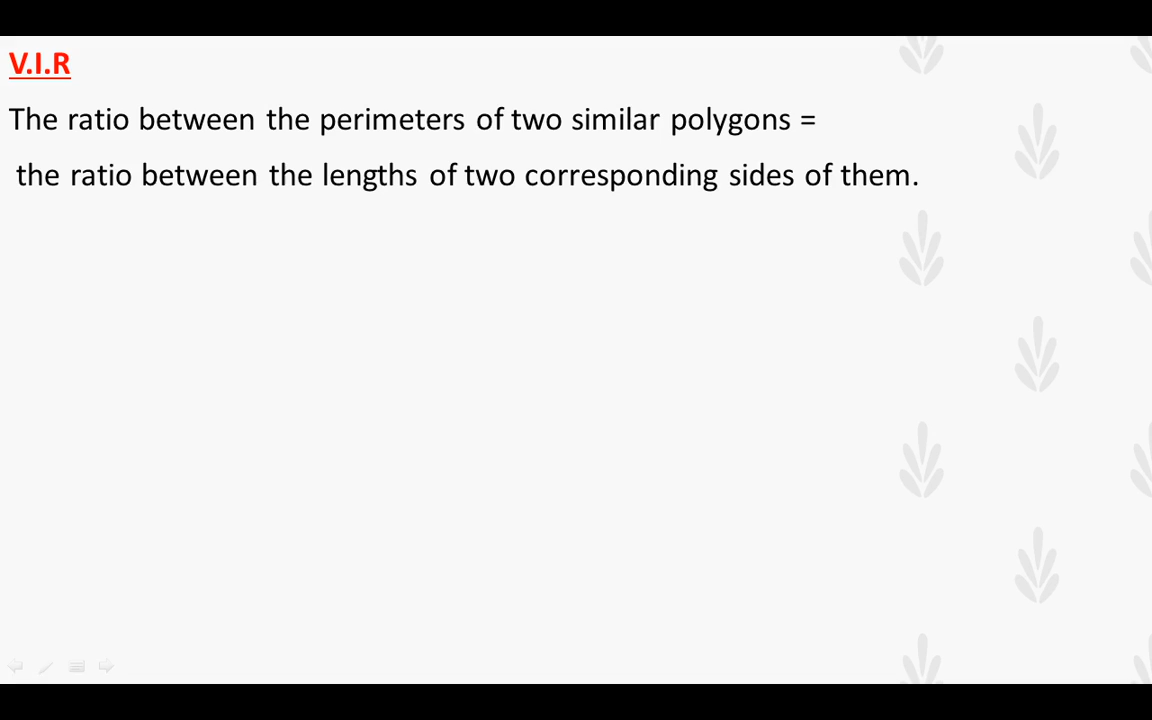 V.I.R
The ratio between the perimeters of two similar polygons =
the ratio between the lengths of two corresponding sides of them.